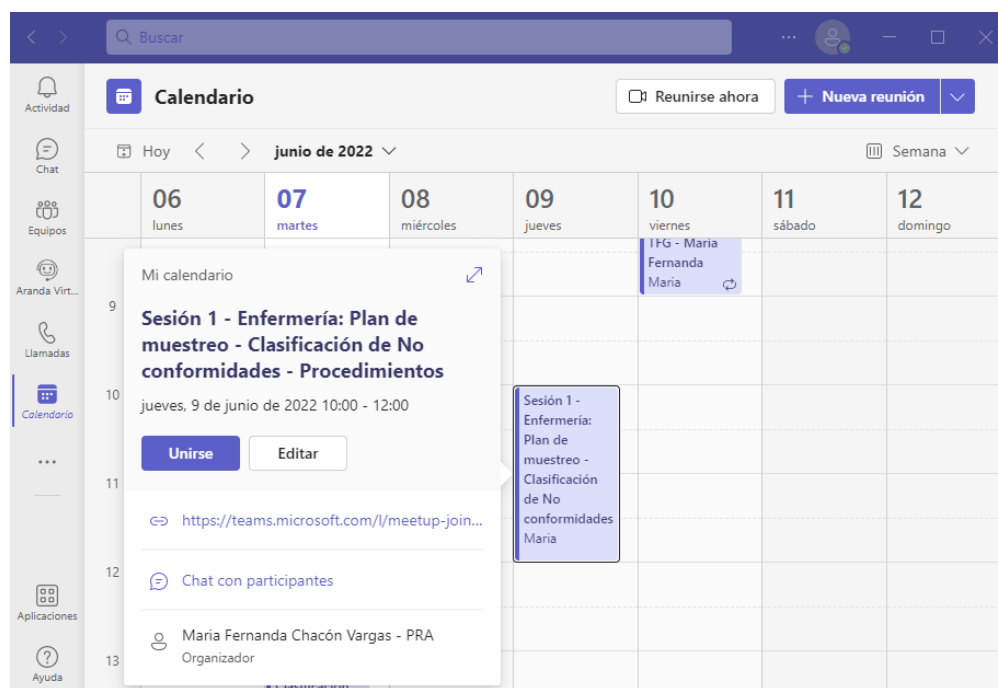 Buscar
Actividad
Chat
Equipos
Aranda Virt...
Llamadas
Calendario
Aplicaciones
Ayuda
Calendario
Reunirse ahora
Nueva reunión
Hoy
junio de 2022
Semana
06
lunes
07
martes
08
miércoles
09
jueves
10
viernes
11
sábado
12
domingo
9
10
11
12
13
TFG - Maria
Fernanda
Maria
Mi calendario
Sesión 1 - Enfermería: Plan de
muestreo - Clasificación de No
conformidades - Procedimientos
jueves, 9 de junio de 2022 10:00 - 12:00
Unirse
Editar
https://teams.microsoft.com/l/meetup-join...
Chat con participantes
Maria Fernanda Chacón Vargas - PRA
Organizador
Sesión 1 -
Enfermería:
Plan de
muestreo -
Clasificación
de No
conformidades
Maria